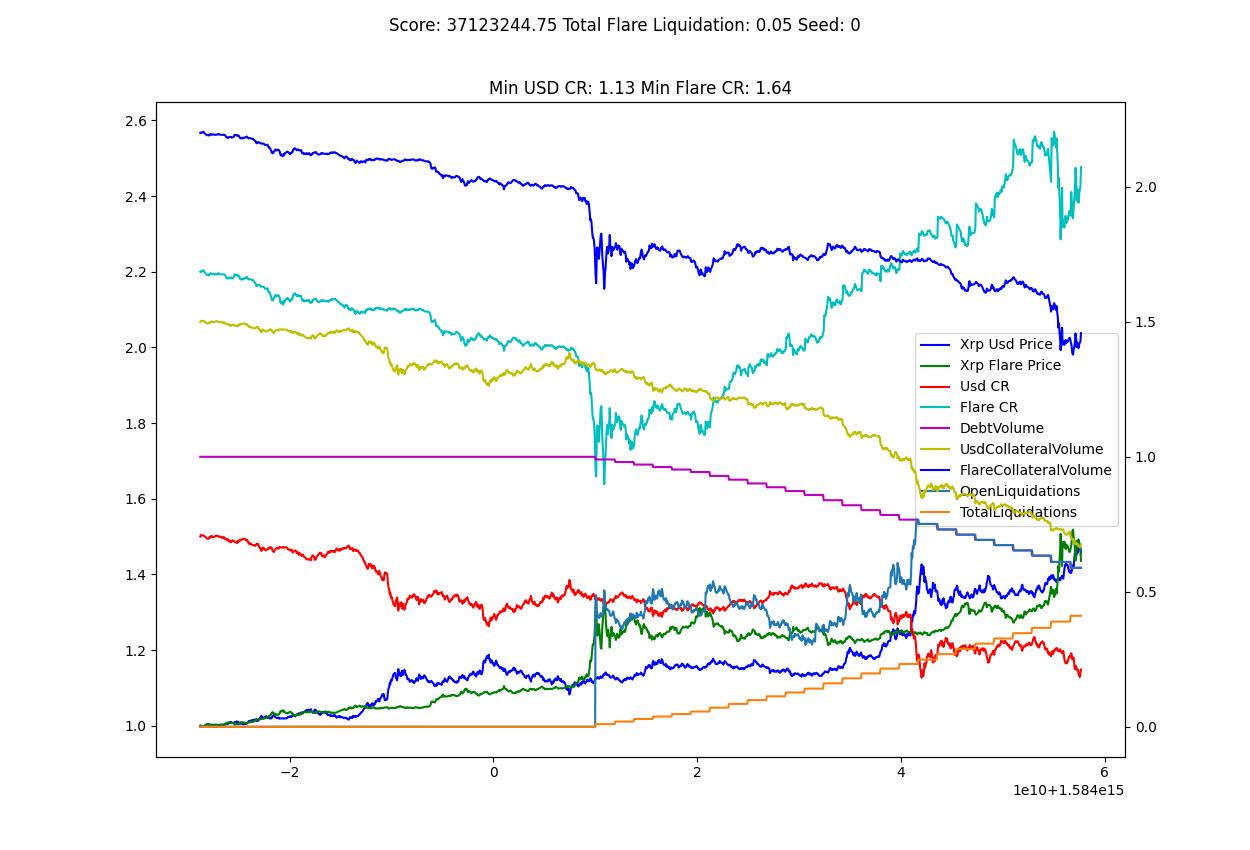 Score: 37123244.75 Total Flare Liquidation: 0.05 Seed: 0
Min USD CR: 1.13 Min Flare CR: 1.64
2.6
2.4
2.2
2.0
1.8
1.6
1.4
1.2
1.0
2.0
1.5
1.0
0.5
0.0
Xrp Usd Price
Xrp Flare Price
Usd CR
Flare CR
DebtVolume
UsdCollateralVolume
FlareCollateralVolume
OpenLiquidations
TotalLiquidations
−2 0 2 4 6
1e10+1.584e15